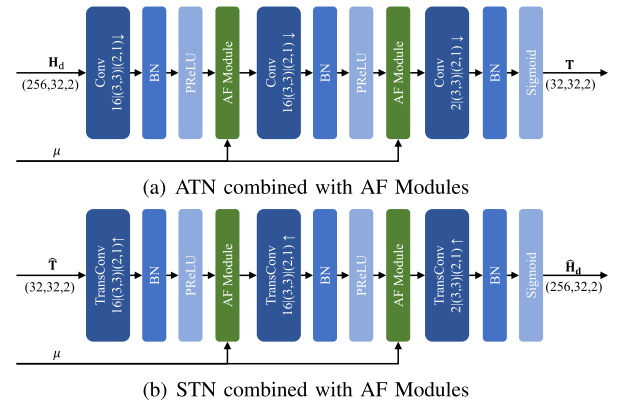 H_d
(256,32,2)
Conv
16|(3,3)|(2,1)↓
BN
PReLU
AF Module
Conv
16|(3,3)|(2,1)↓
BN
PReLU
AF Module
Conv
2|(3,3)|(2,1)↓
BN
Sigmoid
T
(32,32,2)
μ
(a) ATN combined with AF Modules
T̂
(32,32,2)
TransConv
16|(3,3)|(2,1)↑
BN
PReLU
AF Module
TransConv
16|(3,3)|(2,1)↑
BN
PReLU
AF Module
TransConv
2|(3,3)|(2,1)↑
BN
Sigmoid
Ĥ_d
(256,32,2)
μ
(b) STN combined with AF Modules